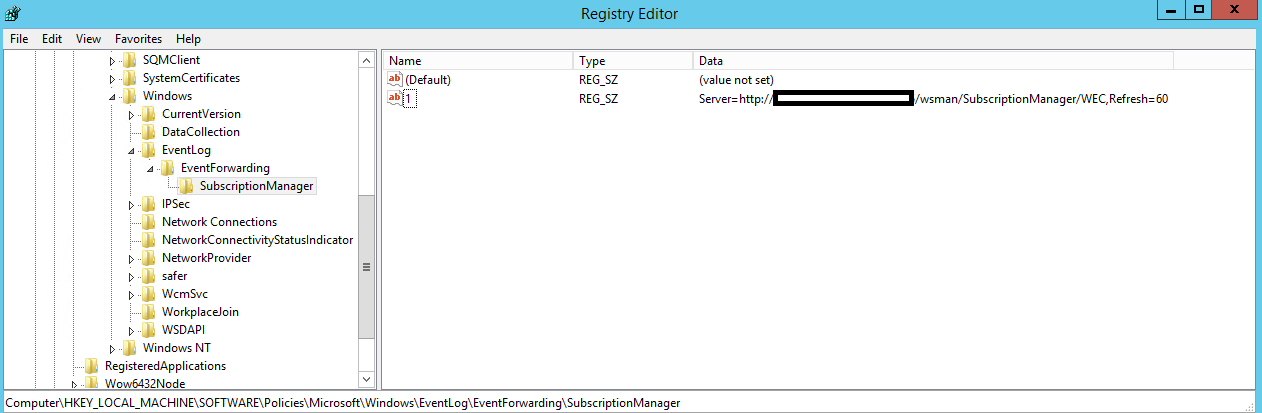 Registry Editor
File Edit View Favorites Help
SQMClient
SystemCertificates
Windows
CurrentVersion
DataCollection
EventLog
EventForwarding
SubscriptionManager
IPSec
Network Connections
NetworkConnectivityStatusIndicator
NetworkProvider
safer
WcmSvc
WorkplaceJoin
WSDAPI
Windows NT
RegisteredApplications
Wow6432Node
Name Type Data
ab (Default) REG_SZ (value not set)
ab 1 REG_SZ Server=http:// /wsman/SubscriptionManager/WEC,Refresh=60
Computer\HKEY_LOCAL_MACHINE\SOFTWARE\Policies\Microsoft\Windows\EventLog\EventForwarding\SubscriptionManager